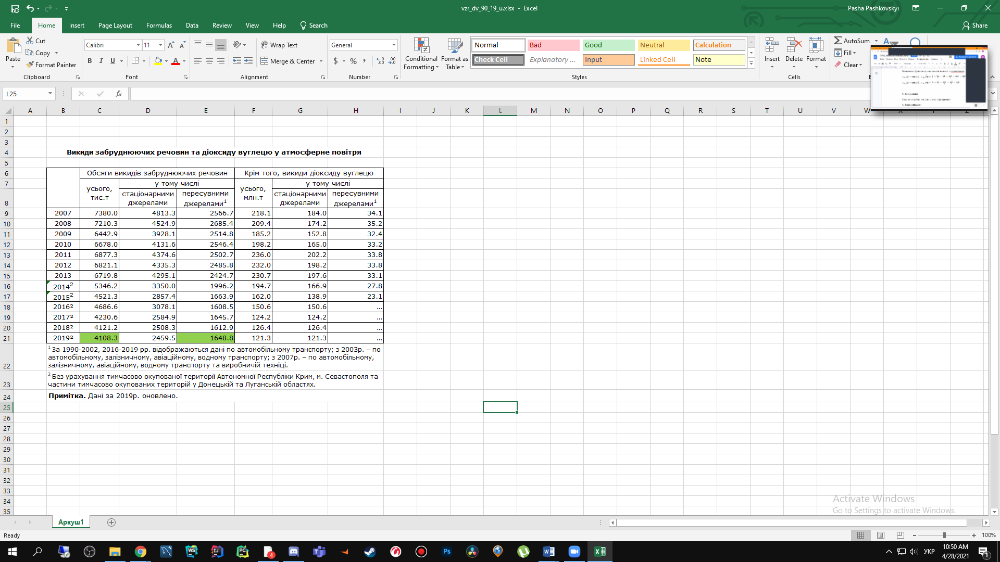 vzr_dv_90_19_u.xlsx - Excel
Pasha Pashkovskyi
File Home Insert Page Layout Formulas Data Review View Help Search Share
Paste
Cut
Copy
Format Painter
Clipboard
Calibri 11
B I U
Font
Wrap Text
Merge & Center
Alignment
General
$ % ,
Number
Conditional Formatting
Format as Table
Normal Bad Good Neutral Calculation
Check Cell Explanatory ... Input Linked Cell Note
Styles
Insert Delete Format
Cells
AutoSum
Fill
Clear
L25 fx
A B C D E F G H I J K L M N O P Q R S T U V W
1
2
3
4 Викиди забруднюючих речовин та діоксиду вуглецю у атмосферне повітря
5
6 Обсяги викидів забруднюючих речовин Крім того, викиди діоксиду вуглецю
7 усього, тис.т у тому числі усього, млн.т у тому числі
8 стаціонарними джерелами пересувними джерелами1 стаціонарними джерелами пересувними джерелами1
9 2007 7380.0 4813.3 2566.7 218.1 184.0 34.1
10 2008 7210.3 4524.9 2685.4 209.4 174.2 35.2
11 2009 6442.9 3928.1 2514.8 185.2 152.8 32.4
12 2010 6678.0 4131.6 2546.4 198.2 165.0 33.2
13 2011 6877.3 4374.6 2502.7 236.0 202.2 33.8
14 2012 6821.1 4335.3 2485.8 232.0 198.2 33.8
15 2013 6719.8 4295.1 2424.7 230.7 197.6 33.1
16 2014² 5346.2 3350.0 1996.2 194.7 166.9 27.8
17 2015² 4521.3 2857.4 1663.9 162.0 138.9 23.1
18 2016² 4686.6 3078.1 1608.5 150.6 150.6 ...
19 2017² 4230.6 2584.9 1645.7 124.2 124.2 ...
20 2018² 4121.2 2508.3 1612.9 126.4 126.4 ...
21 2019² 4108.3 2459.5 1648.8 121.3 121.3 ...
1 За 1990-2002, 2016-2019 рр. відображаються дані по автомобільному транспорту; з 2003р. – по
автомобільному, залізничному, авіаційному, водному транспорту; з 2007р. – по автомобільному,
22 залізничному, авіаційному, водному транспорту та виробничій техніці.
2 Без урахування тимчасово окупованої території Автономної Республіки Крим, м. Севастополя та
23 частини тимчасово окупованих територій у Донецькій та Луганській областях.
24 Примітка. Дані за 2019р. оновлено.
25
26
27
28
29
30
31
32
33
34
35
Activate Windows
Go to Settings to activate Windows.
Аркуш1
Ready
100%
УКР
10:50 AM
4/28/2021